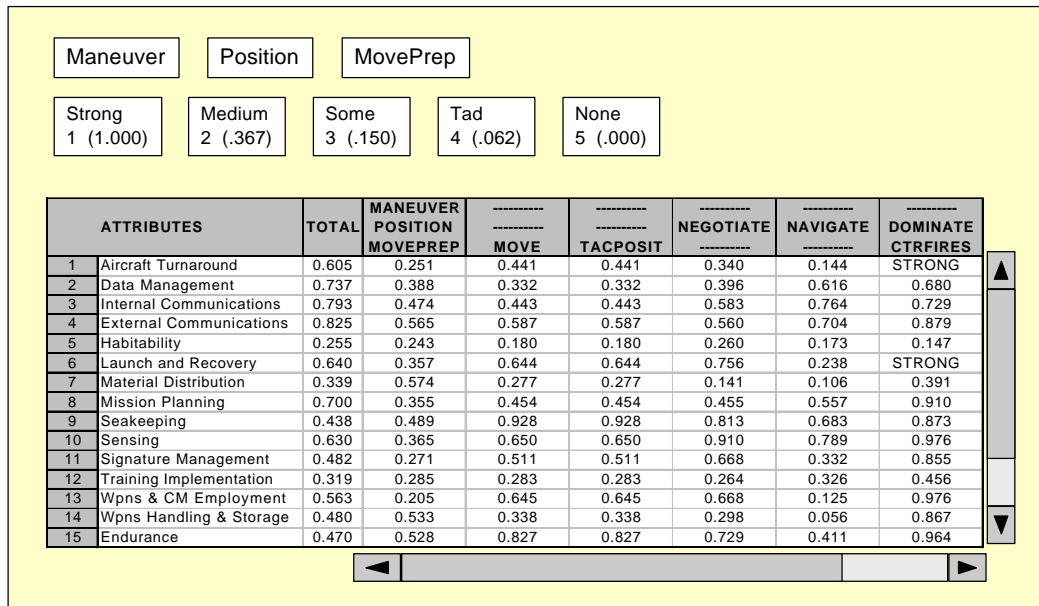 Maneuver Position MovePrep
Strong Medium Some Tad None
1 (1.000) 2 (.367) 3 (.150) 4 (.062) 5 (.000)
MANEUVER ---------- ---------- ---------- ---------- ----------
ATTRIBUTES TOTAL POSITION ---------- ---------- NEGOTIATE NAVIGATE DOMINATE
MOVEPREP MOVE TACPOSIT ---------- ---------- CTRFIRES
1 Aircraft Turnaround 0.605 0.251 0.441 0.441 0.340 0.144 STRONG
2 Data Management 0.737 0.388 0.332 0.332 0.396 0.616 0.680
3 Internal Communications 0.793 0.474 0.443 0.443 0.583 0.764 0.729
4 External Communications 0.825 0.565 0.587 0.587 0.560 0.704 0.879
5 Habitability 0.255 0.243 0.180 0.180 0.260 0.173 0.147
6 Launch and Recovery 0.640 0.357 0.644 0.644 0.756 0.238 STRONG
7 Material Distribution 0.339 0.574 0.277 0.277 0.141 0.106 0.391
8 Mission Planning 0.700 0.355 0.454 0.454 0.455 0.557 0.910
9 Seakeeping 0.438 0.489 0.928 0.928 0.813 0.683 0.873
10 Sensing 0.630 0.365 0.650 0.650 0.910 0.789 0.976
11 Signature Management 0.482 0.271 0.511 0.511 0.668 0.332 0.855
12 Training Implementation 0.319 0.285 0.283 0.283 0.264 0.326 0.456
13 Wpns & CM Employment 0.563 0.205 0.645 0.645 0.668 0.125 0.976
14 Wpns Handling & Storage 0.480 0.533 0.338 0.338 0.298 0.056 0.867
15 Endurance 0.470 0.528 0.827 0.827 0.729 0.411 0.964